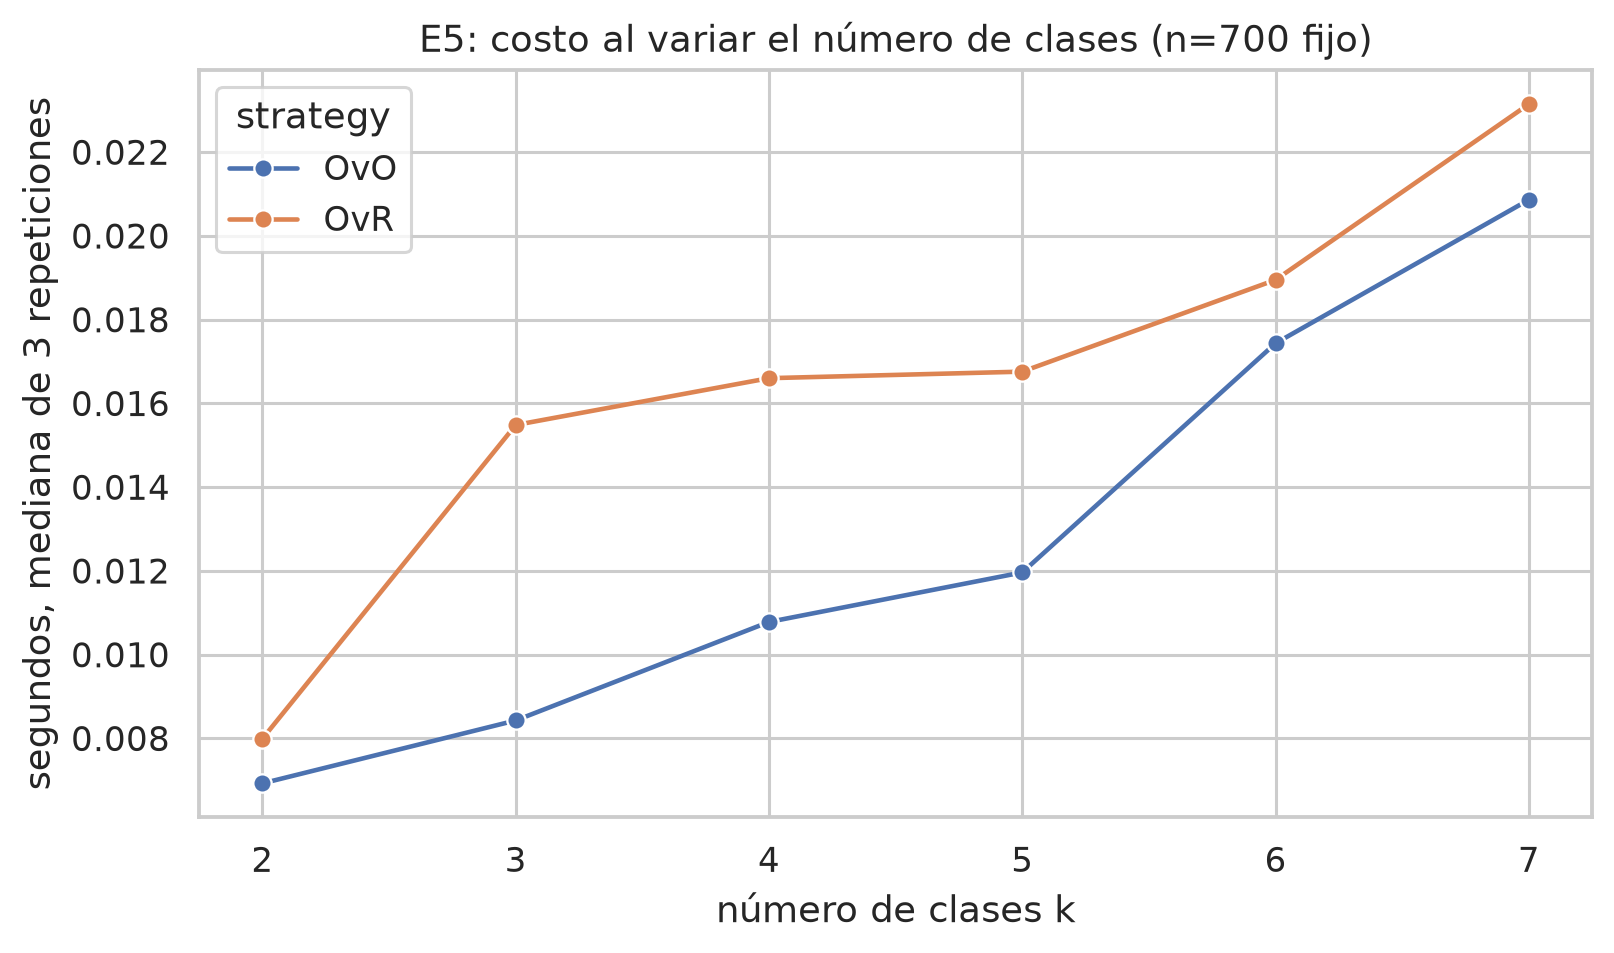 E5: costo al variar el número de clases (n=700 fijo)
strategy
OvO
OvR
segundos, mediana de 3 repeticiones
0.022
0.020
0.018
0.016
0.014
0.012
0.010
0.008
2 3 4 5 6 7
número de clases k